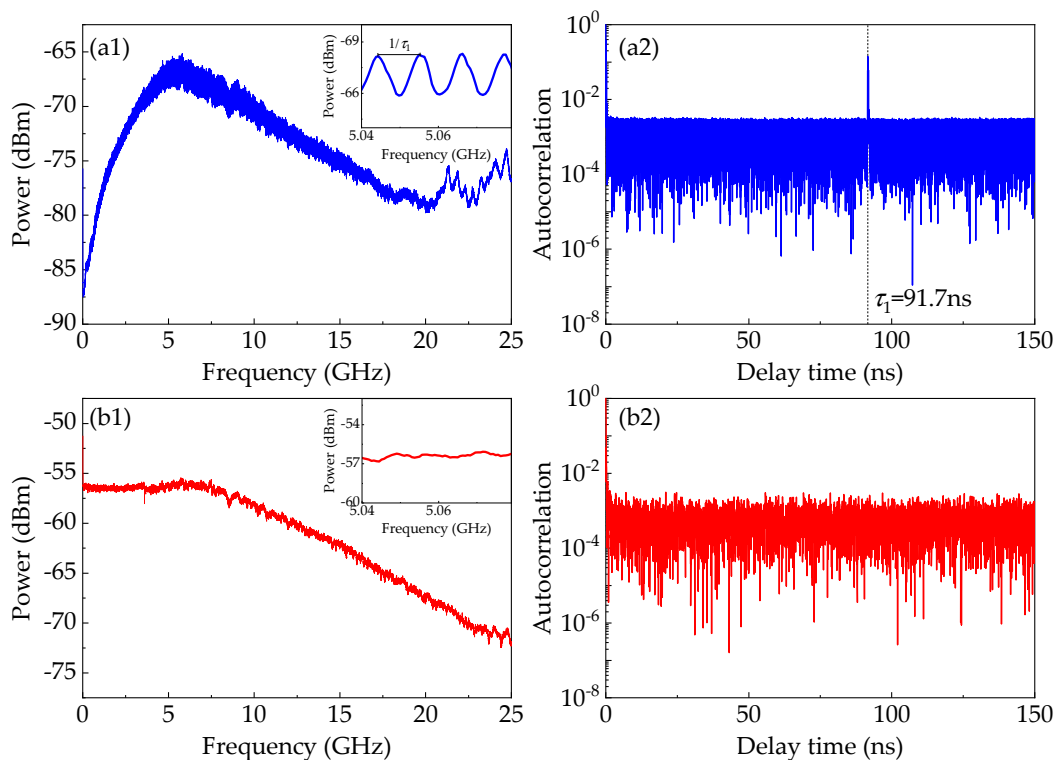 (a1)
-65
-70
-75
-80
-85
-90
Power (dBm)
0 5 10 15 20 25
Frequency (GHz)
-69
-66
Power (dBm)
1/τ1
5.04 5.06
Frequency (GHz)
(a2)
10^0
10^-2
10^-4
10^-6
10^-8
Autocorrelation
τ1=91.7ns
0 50 100 150
Delay time (ns)
(b1)
-50
-55
-60
-65
-70
-75
Power (dBm)
0 5 10 15 20 25
Frequency (GHz)
-54
-57
-60
Power (dBm)
5.04 5.06
Frequency (GHz)
(b2)
10^0
10^-2
10^-4
10^-6
10^-8
Autocorrelation
0 50 100 150
Delay time (ns)